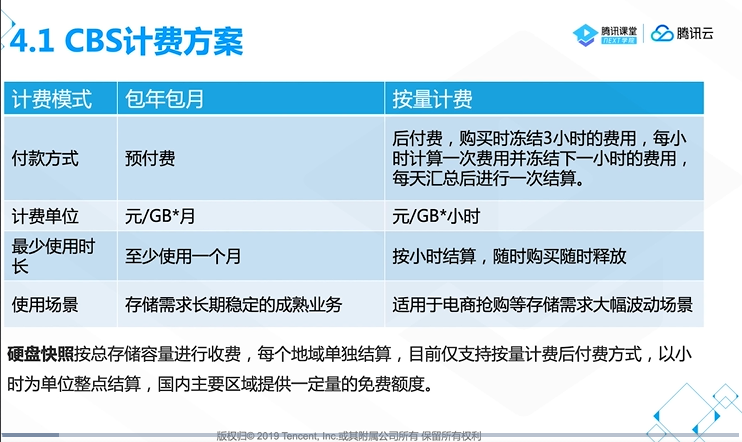 4.1 CBS计费方案
腾讯课堂
NEXT学院
腾讯云
计费模式
包年包月
按量计费
付款方式
预付费
后付费，购买时冻结3小时的费用，每小
时计算一次费用并冻结下一小时的费用，
每天汇总后进行一次结算。
计费单位
元/GB*月
元/GB*小时
最少使用时
长
至少使用一个月
按小时结算，随时购买随时释放
使用场景
存储需求长期稳定的成熟业务
适用于电商抢购等存储需求大幅波动场景
硬盘快照按总存储容量进行收费，每个地域单独结算，目前仅支持按量计费后付费方式，以小
时为单位整点结算，国内主要区域提供一定量的免费额度。
版权归© 2019 Tencent, Inc.或其附属公司所有 保留所有权利